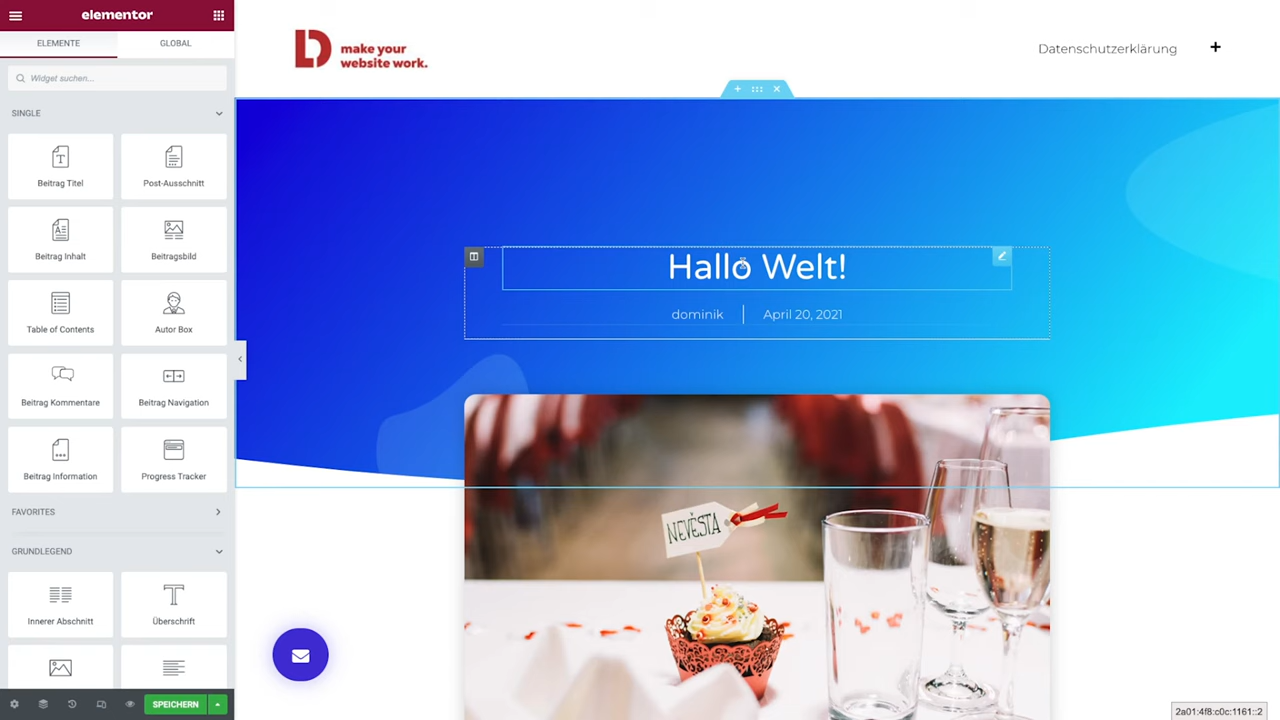 elementor
ELEMENTE
GLOBAL
Widget suchen...
SINGLE
Beitrag Titel
Post-Ausschnitt
Beitrag Inhalt
Beitragsbild
Table of Contents
Autor Box
Beitrag Kommentare
Beitrag Navigation
Beitrag Information
Progress Tracker
FAVORITES
GRUNDLEGEND
Innerer Abschnitt
Überschrift
SPEICHERN
make your
website work.
Datenschutzerklärung
Hallo Welt!
dominik
April 20, 2021
NEVĚSTA
2a01:4f8:c0c:1161::2